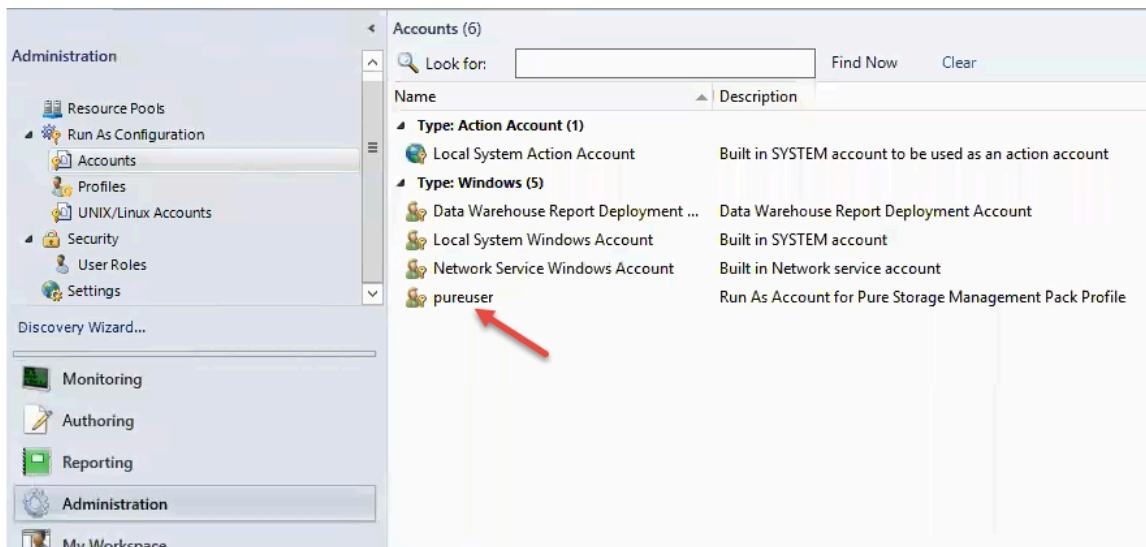 Administration
Resource Pools
Run As Configuration
Accounts
Profiles
UNIX/Linux Accounts
Security
User Roles
Settings
Discovery Wizard...
Monitoring
Authoring
Reporting
Administration
My Workspace
Accounts (6)
Look for: Find Now Clear
Name Description
Type: Action Account (1)
Local System Action Account Built in SYSTEM account to be used as an action account
Type: Windows (5)
Data Warehouse Report Deployment ... Data Warehouse Report Deployment Account
Local System Windows Account Built in SYSTEM account
Network Service Windows Account Built in Network service account
pureuser Run As Account for Pure Storage Management Pack Profile